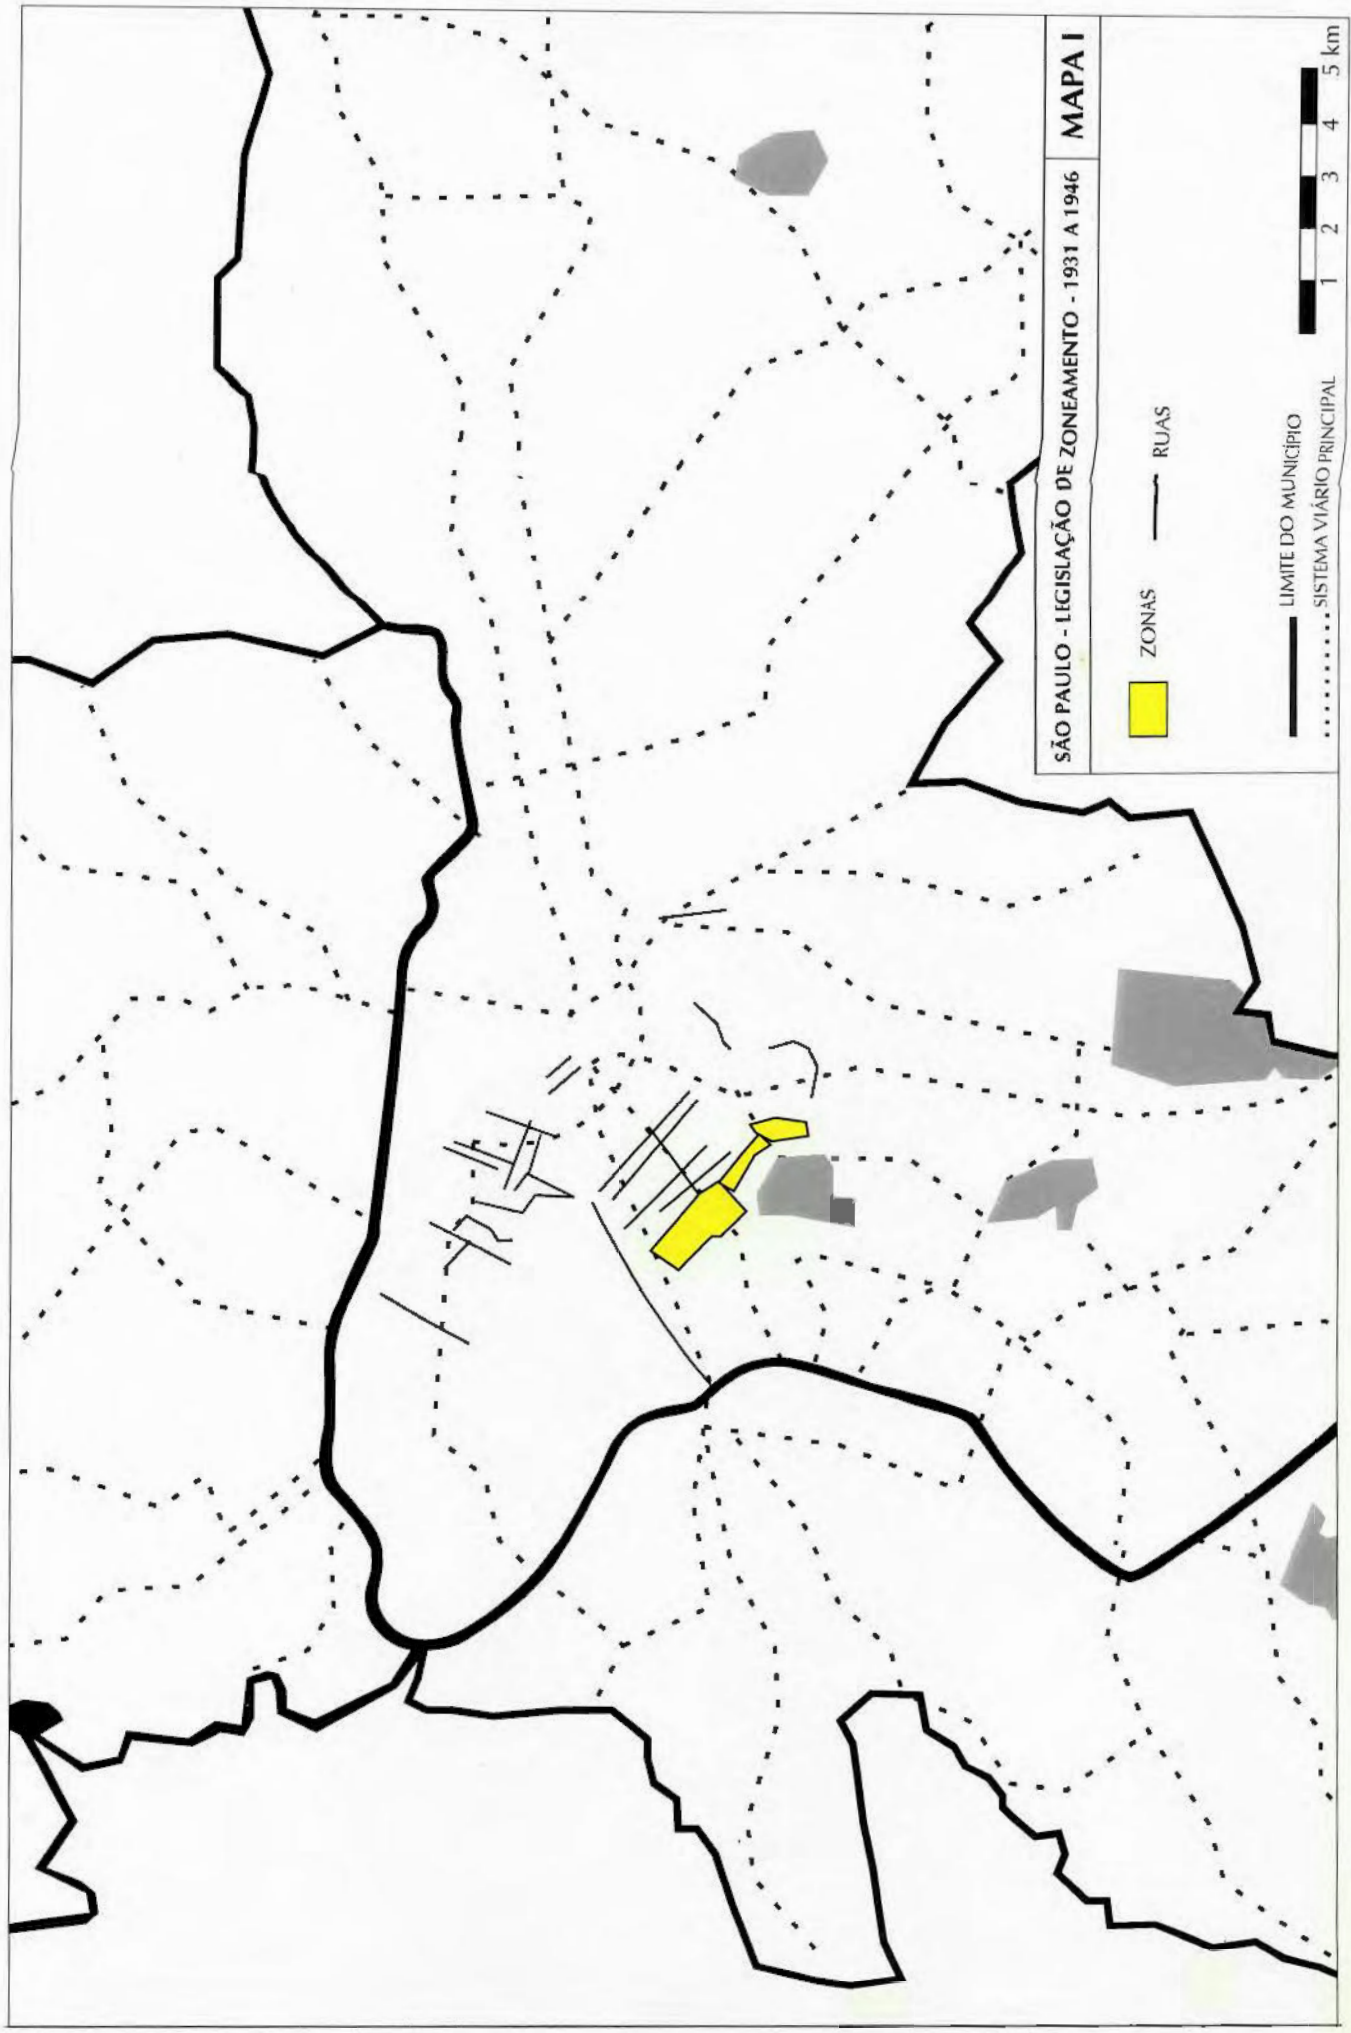 SÃO PAULO - LEGISLAÇÃO DE ZONEAMENTO - 1931 A 1946
MAPA I
ZONAS
RUAS
LIMITE DO MUNICÍPIO
SISTEMA VIÁRIO PRINCIPAL
1 2 3 4 5 km